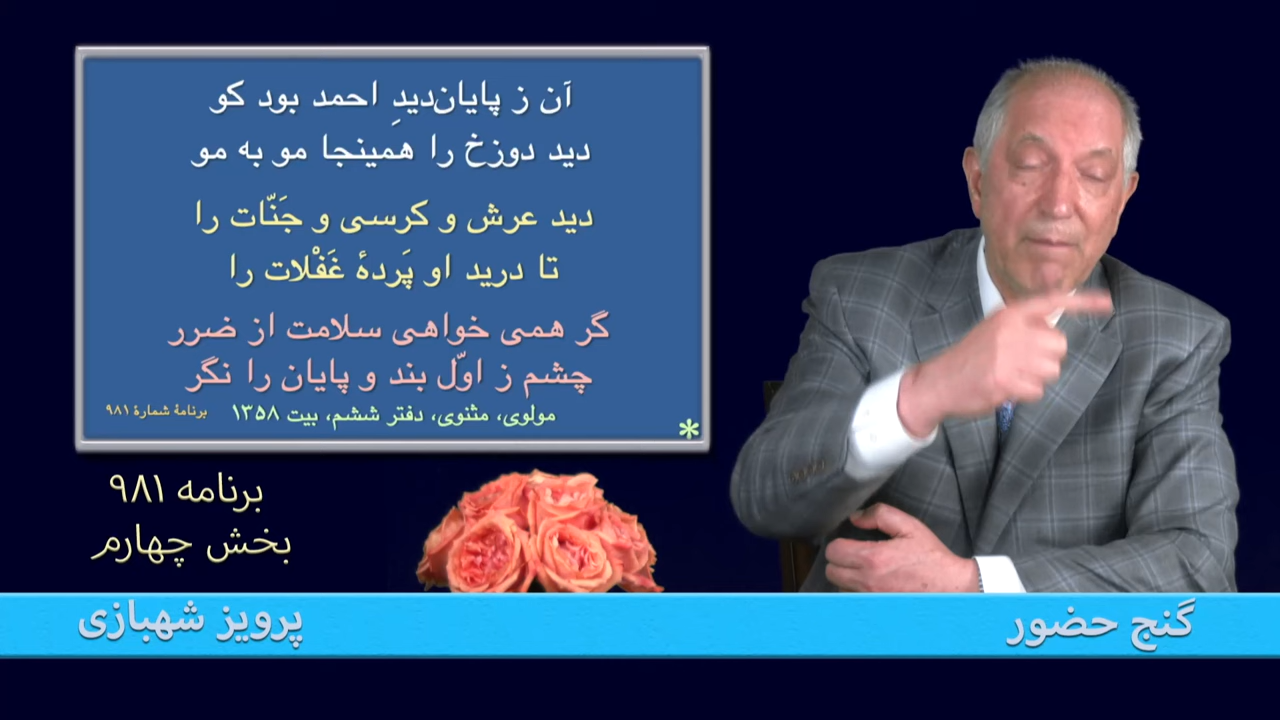 آن ز پایان‌دیدِ احمد بود کو
دید دوزخ را همینجا مو به مو
دید عرش و کرسی و جَنّات را
تا درید او پَردهٔ غَفْلات را
گر همی خواهی سلامت از ضرر
چشم ز اوّل بند و پایان را نگر
مولوی، مثنوی، دفتر ششم، بیت ۱۳۵۸
برنامهٔ شمارهٔ ۹۸۱
*
برنامه ۹۸۱
بخش چهارم
گنج حضور
پرویز شهبازی